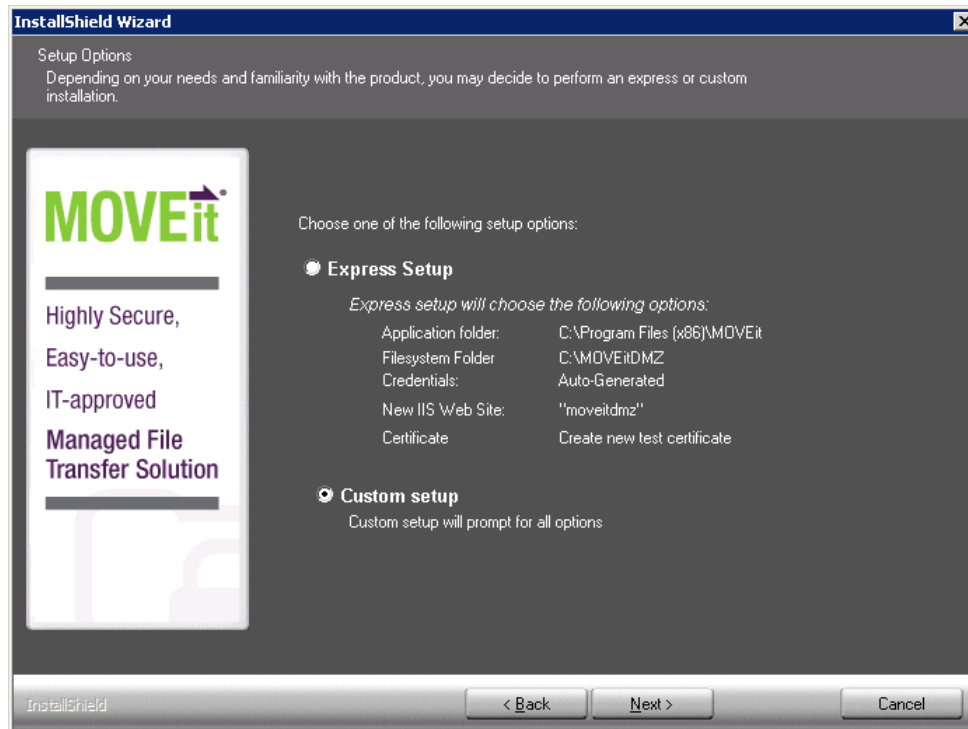 InstallShield Wizard
Setup Options
Depending on your needs and familiarity with the product, you may decide to perform an express or custom
installation.
MOVEit®
Highly Secure,
Easy-to-use,
IT-approved
Managed File
Transfer Solution
Choose one of the following setup options:
Express Setup
Express setup will choose the following options:
Application folder: C:\Program Files (x86)\MOVEit
Filesystem Folder C:\MOVEitDMZ
Credentials: Auto-Generated
New IIS Web Site: "moveitdmz"
Certificate Create new test certificate
Custom setup
Custom setup will prompt for all options
InstallShield
< Back Next > Cancel